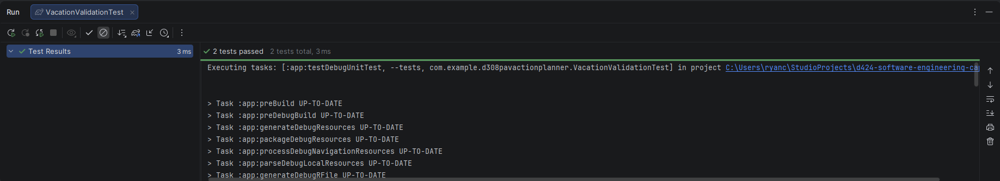 Run VacationValidationTest
Test Results 3 ms
2 tests passed 2 tests total, 3 ms
Executing tasks: [:app:testDebugUnitTest, --tests, com.example.d308pavactionplanner.VacationValidationTest] in project C:\Users\ryanc\StudioProjects\d424-software-engineering-cap
> Task :app:preBuild UP-TO-DATE
> Task :app:preDebugBuild UP-TO-DATE
> Task :app:generateDebugResources UP-TO-DATE
> Task :app:packageDebugResources UP-TO-DATE
> Task :app:processDebugNavigationResources UP-TO-DATE
> Task :app:parseDebugLocalResources UP-TO-DATE
> Task :app:generateDebugRFile UP-TO-DATE